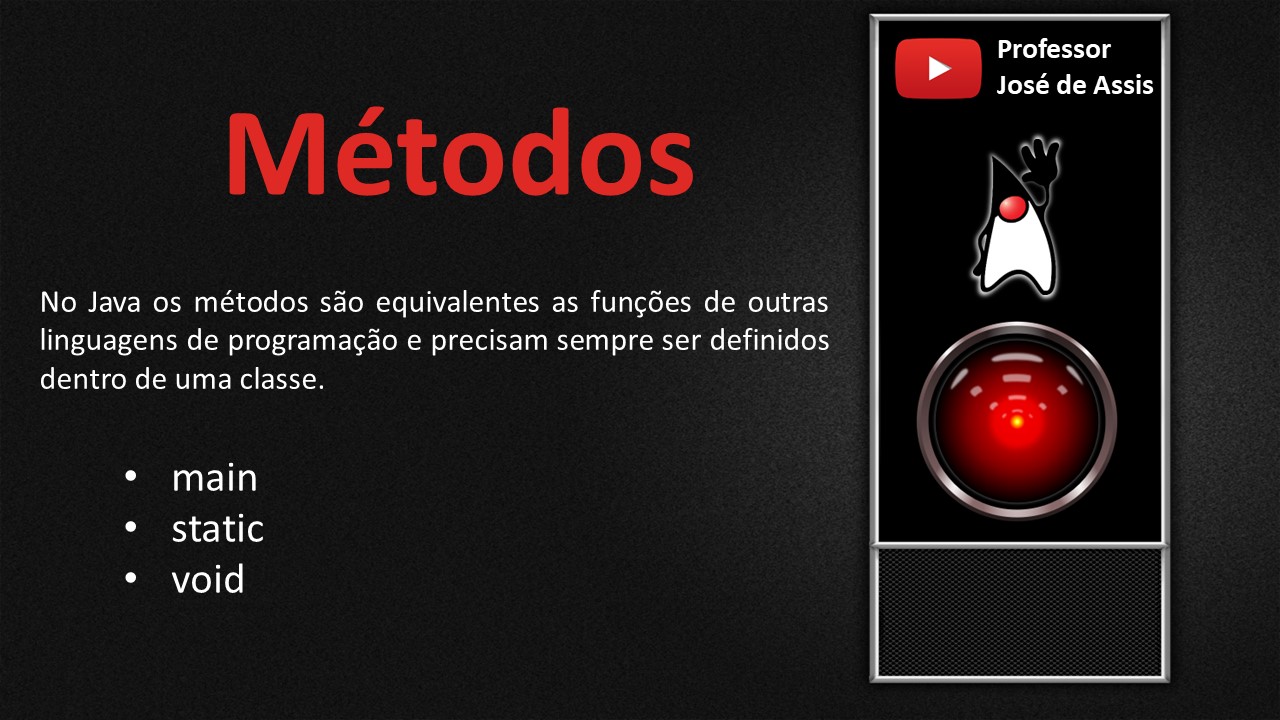 Professor
José de Assis
Métodos
No Java os métodos são equivalentes as funções de outras
linguagens de programação e precisam sempre ser definidos
dentro de uma classe.
• main
• static
• void